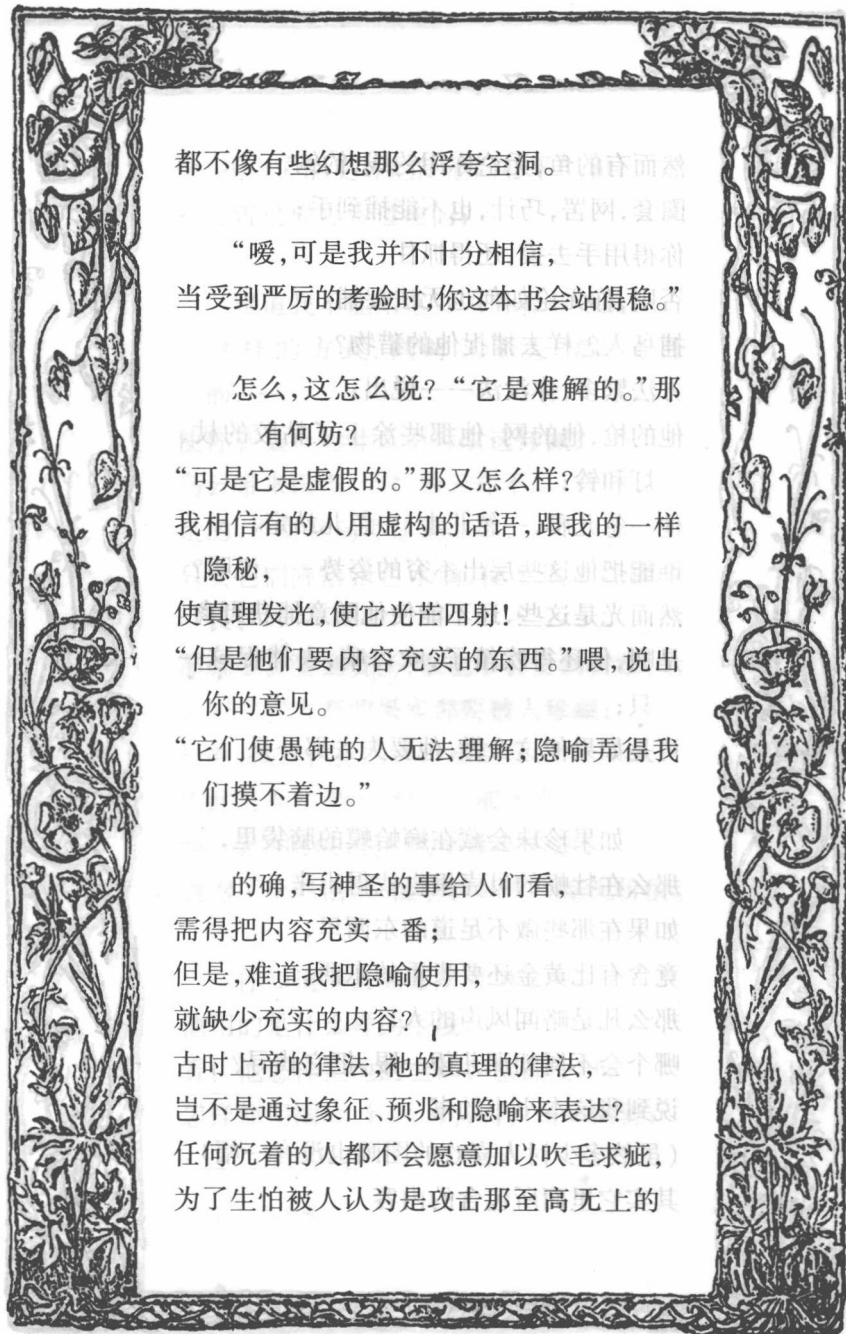 都不像有些幻想那么浮夸空洞。
“嗳,可是我并不十分相信,
当受到严厉的考验时,你这本书会站得稳。”
怎么,这怎么说?“它是难解的。”那
有何妨?
“可是它是虚假的。”那又怎么样?
我相信有的人用虚构的话语,跟我的一样
隐秘,
使真理发光,使它光苦四射!
“但是他们要内容充实的东西。”喂,说出
你的意见。
“它们使愚钝的人无法理解;隐喻弄得我
们摸不着边。”
的确,写神圣的事给人们看,
需得把内容充实一番;
但是,难道我把隐喻使用,
就缺少充实的内容?
古时上帝的律法,祂的真理的律法,
岂不是通过象征、预兆和隐喻来表达?
任何沉着的人都不会愿意加以吹毛求疵,
为了生怕被人认为是攻击那至高无上的